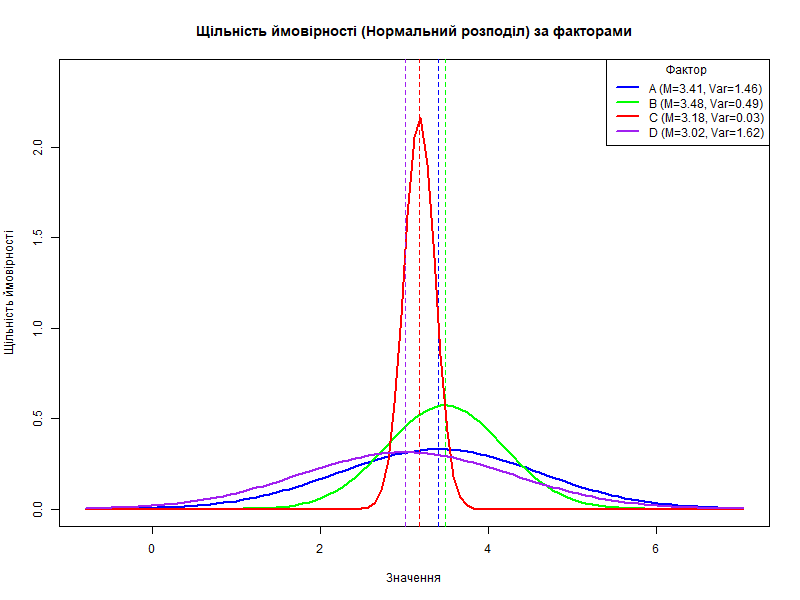 Щільність ймовірності (Нормальний розподіл) за факторами
Фактор
A (M=3.41, Var=1.46)
B (M=3.48, Var=0.49)
C (M=3.18, Var=0.03)
D (M=3.02, Var=1.62)
Щільність ймовірності
2.0
1.5
1.0
0.5
0.0
0 2 4 6
Значення